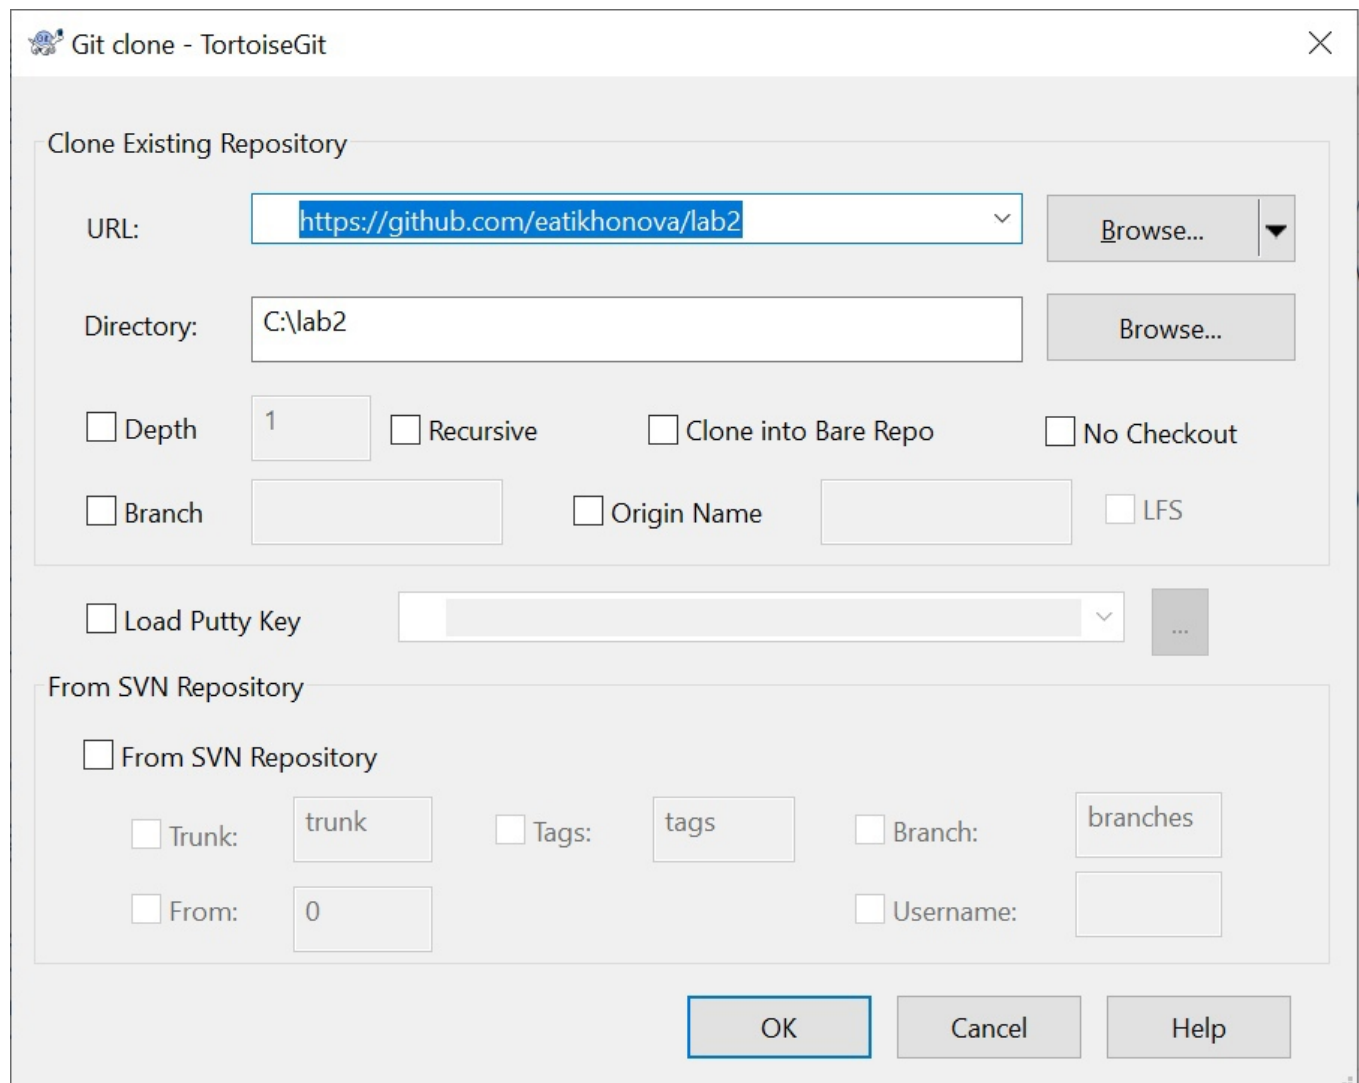 Git clone - TortoiseGit
Clone Existing Repository
URL: https://github.com/eatikhonova/lab2 Browse...
Directory: C:\lab2 Browse...
Depth 1 Recursive Clone into Bare Repo No Checkout
Branch Origin Name LFS
Load Putty Key ...
From SVN Repository
From SVN Repository
Trunk: trunk Tags: tags Branch: branches
From: 0 Username:
OK Cancel Help